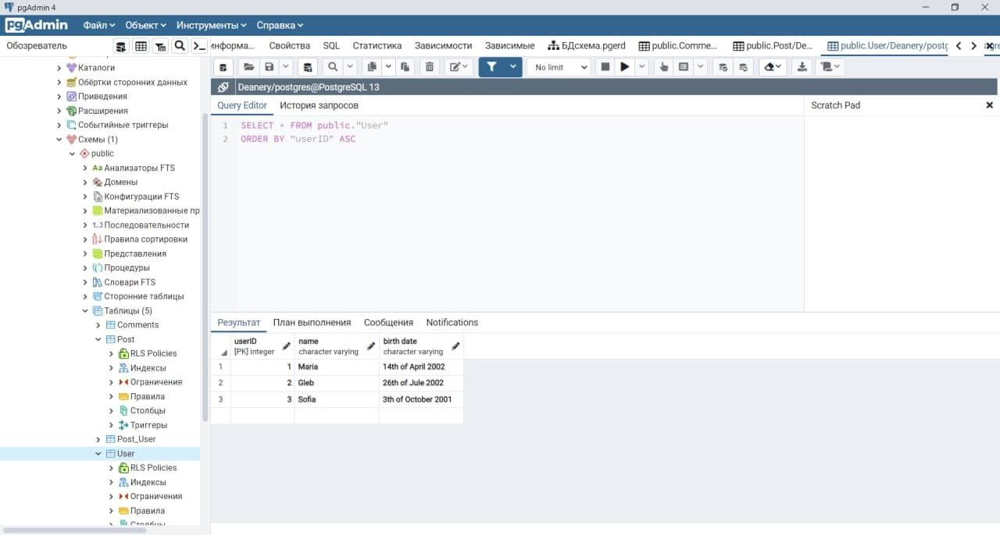 pgAdmin 4
pgAdmin Файл Объект Инструменты Справка
Обозреватель
информа... Свойства SQL Статистика Зависимости Зависимые БДсхема.pgerd public.Comme... public.Post/De... public.User/Deanery/postg
Каталоги
Обёртки сторонних данных
Приведения
Расширения
Событийные триггеры
Схемы (1)
public
Aa Анализаторы FTS
Домены
Конфигурации FTS
Материализованные пр
1..3 Последовательности
Правила сортировки
Представления
Процедуры
Словари FTS
Сторонние таблицы
Таблицы (5)
Comments
Post
RLS Policies
Индексы
Ограничения
Правила
Столбцы
Триггеры
Post_User
User
RLS Policies
Индексы
Ограничения
Правила
Столбцы
No limit
Deanery/postgres@PostgreSQL 13
Query Editor История запросов
Scratch Pad
1 SELECT * FROM public."User"
2 ORDER BY "userID" ASC
Результат План выполнения Сообщения Notifications
userID name birth date
[PK] integer character varying character varying
1 1 Maria 14th of April 2002
2 2 Gleb 26th of Jule 2002
3 3 Sofia 3th of October 2001